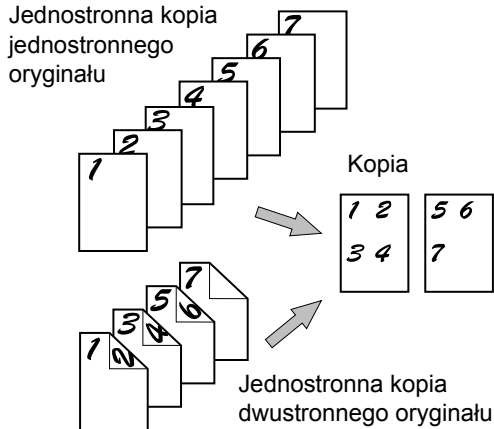 Jednostronna kopia
jednostronnego
oryginału
7
6
5
4
3
2
1
Kopia
1 2
3 4
5 6
7
7
5 6
3 4
1 2
Jednostronna kopia
dwustronnego oryginału